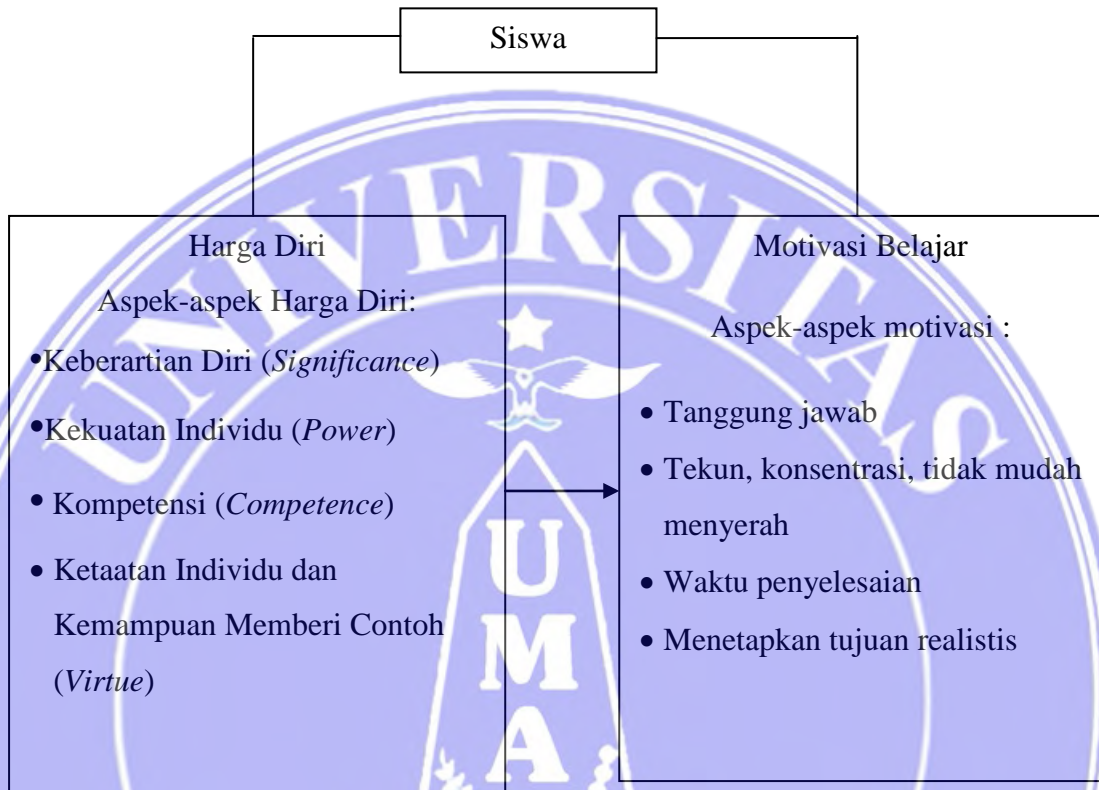 Siswa
UNIVERSITAS
Harga Diri
Aspek-aspek Harga Diri:
•Keberartian Diri (Significance)
•Kekuatan Individu (Power)
• Kompetensi (Competence)
• Ketaatan Individu dan
Kemampuan Memberi Contoh
(Virtue)
Motivasi Belajar
Aspek-aspek motivasi :
• Tanggung jawab
• Tekun, konsentrasi, tidak mudah
menyerah
• Waktu penyelesaian
• Menetapkan tujuan realistis
U
M
A